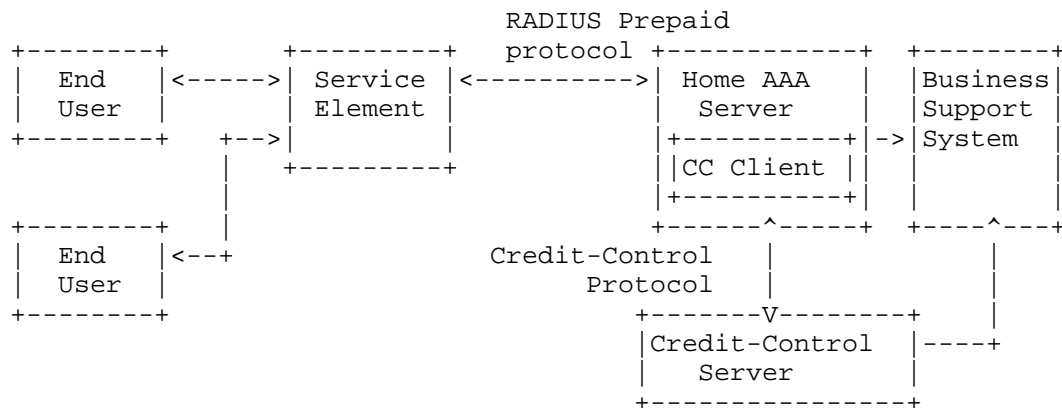 RADIUS Prepaid
protocol
End User
Service Element
Home AAA Server
Business Support System
CC Client
End User
Credit-Control Protocol
Credit-Control Server